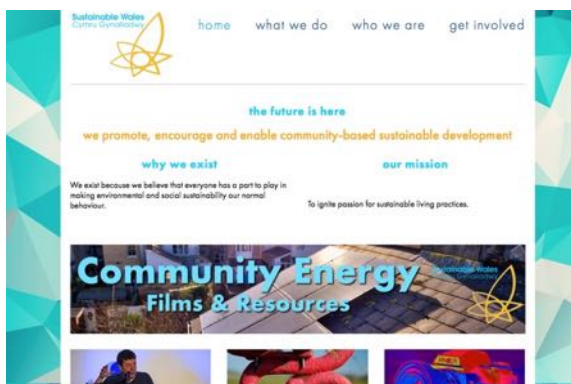 Sustainable Wales
Cymru Gynaliadwy
home what we do who we are get involved
the future is here
we promote, encourage and enable community-based sustainable development
why we exist
We exist because we believe that everyone has a part to play in
making environmental and social sustainability our normal
behaviour.
our mission
To ignite passion for sustainable living practices.
Community Energy
Films & Resources
Sustainable Wales